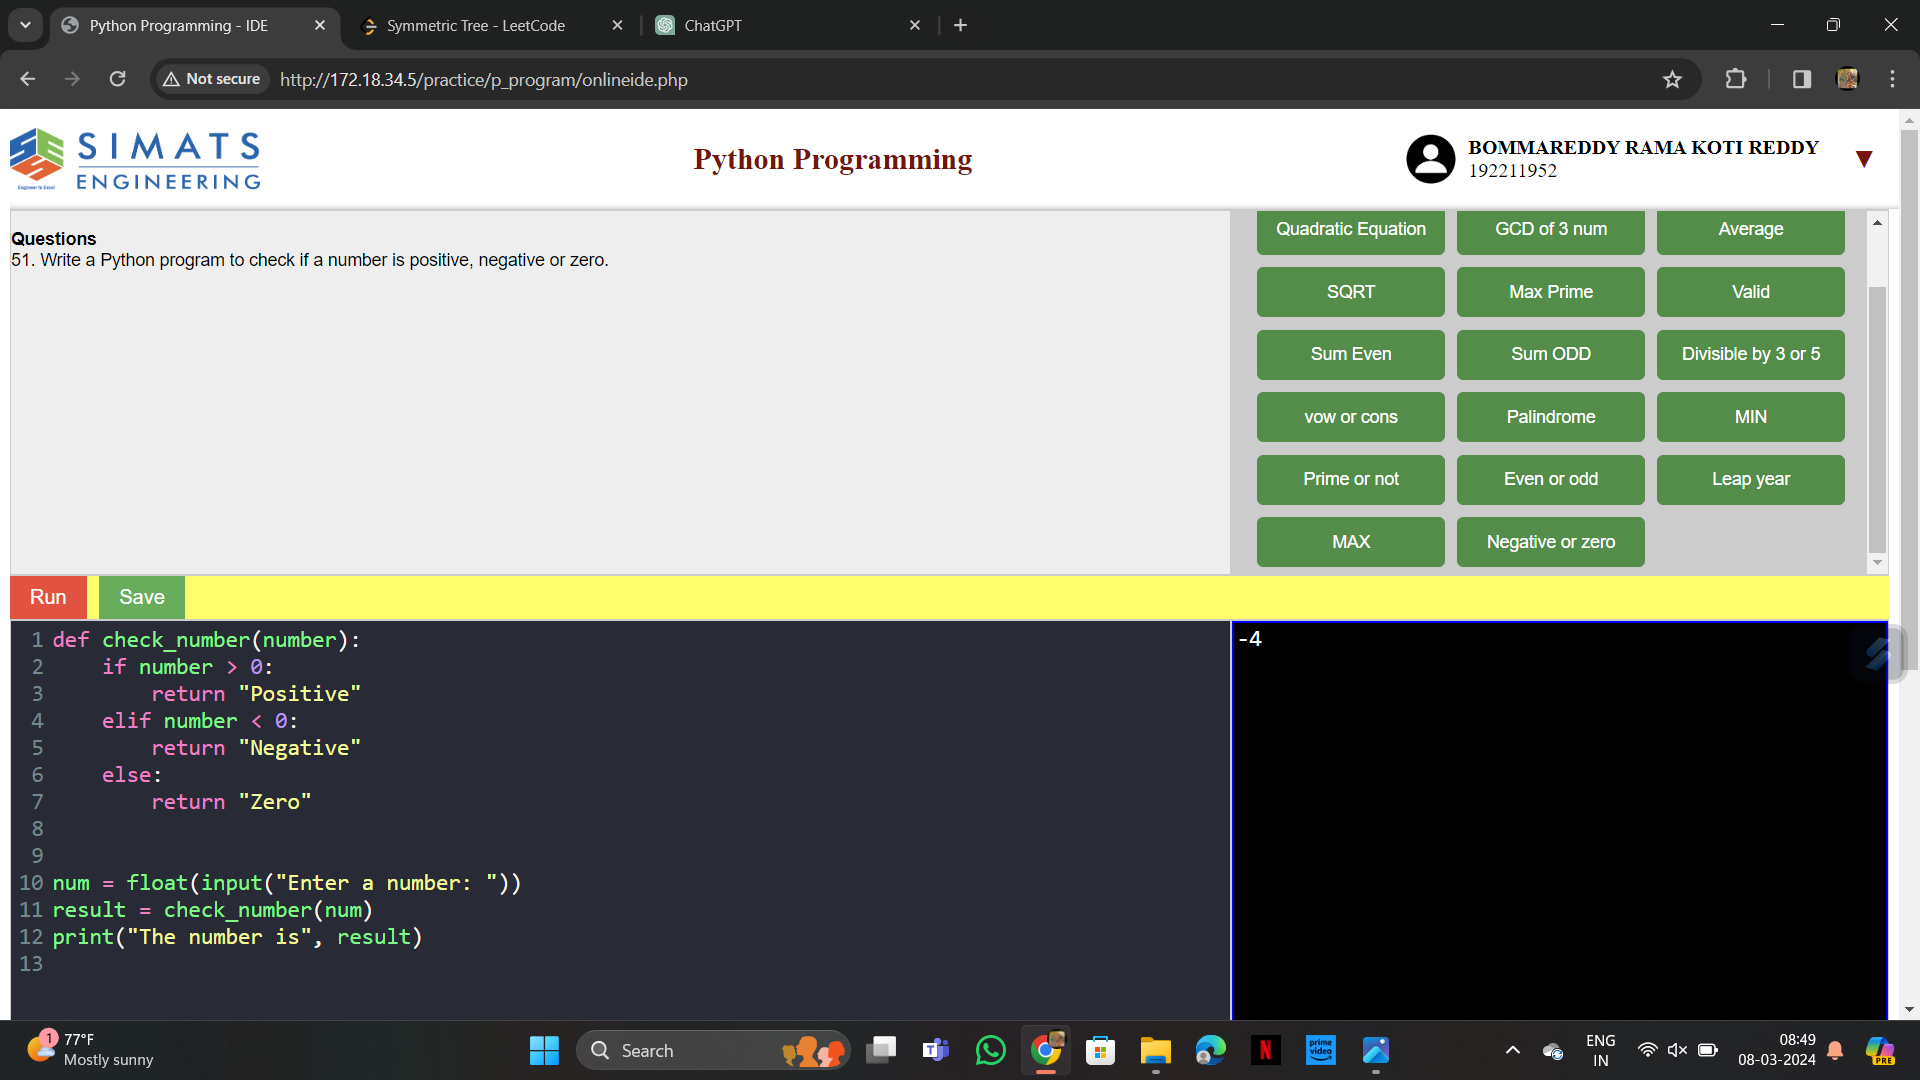 Python Programming - IDE
Symmetric Tree - LeetCode
ChatGPT
Not secure
http://172.18.34.5/practice/p_program/onlineide.php
SIMATS
ENGINEERING
Engineer to Excel
Python Programming
BOMMAREDDY RAMA KOTI REDDY
192211952
Questions
51. Write a Python program to check if a number is positive, negative or zero.
Quadratic Equation
GCD of 3 num
Average
SQRT
Max Prime
Valid
Sum Even
Sum ODD
Divisible by 3 or 5
vow or cons
Palindrome
MIN
Prime or not
Even or odd
Leap year
MAX
Negative or zero
Run
Save
1 def check_number(number):
2     if number > 0:
3         return "Positive"
4     elif number < 0:
5         return "Negative"
6     else:
7         return "Zero"
8
9
10 num = float(input("Enter a number: "))
11 result = check_number(num)
12 print("The number is", result)
13
-4
1
77°F
Mostly sunny
Search
prime video
N
ENG
IN
08:49
08-03-2024
PRE